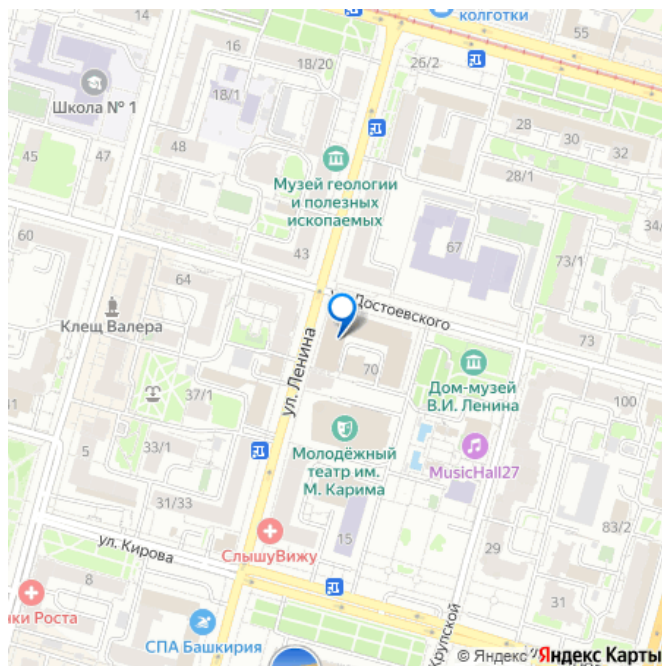 колготки
55
16
18/20
26/2
Школа № 1
18/1
28
30
32
45
47
48
28/1
Музей геологии
и полезных
ископаемых
34/
60
43
67
73/1
64
Достоевского
Клещ Валера
ул. Ленина
73
70
Дом-музей
В.И. Ленина
37/1
100
5
33/1
Молодёжный
театр им.
М. Карима
MusicHall27
31/33
83/2
ул. Кирова
СлышуВижу
15
29
8
31
нки Роста
СПА Башкирия
Крупской
© Яндекс
Яндекс Карты